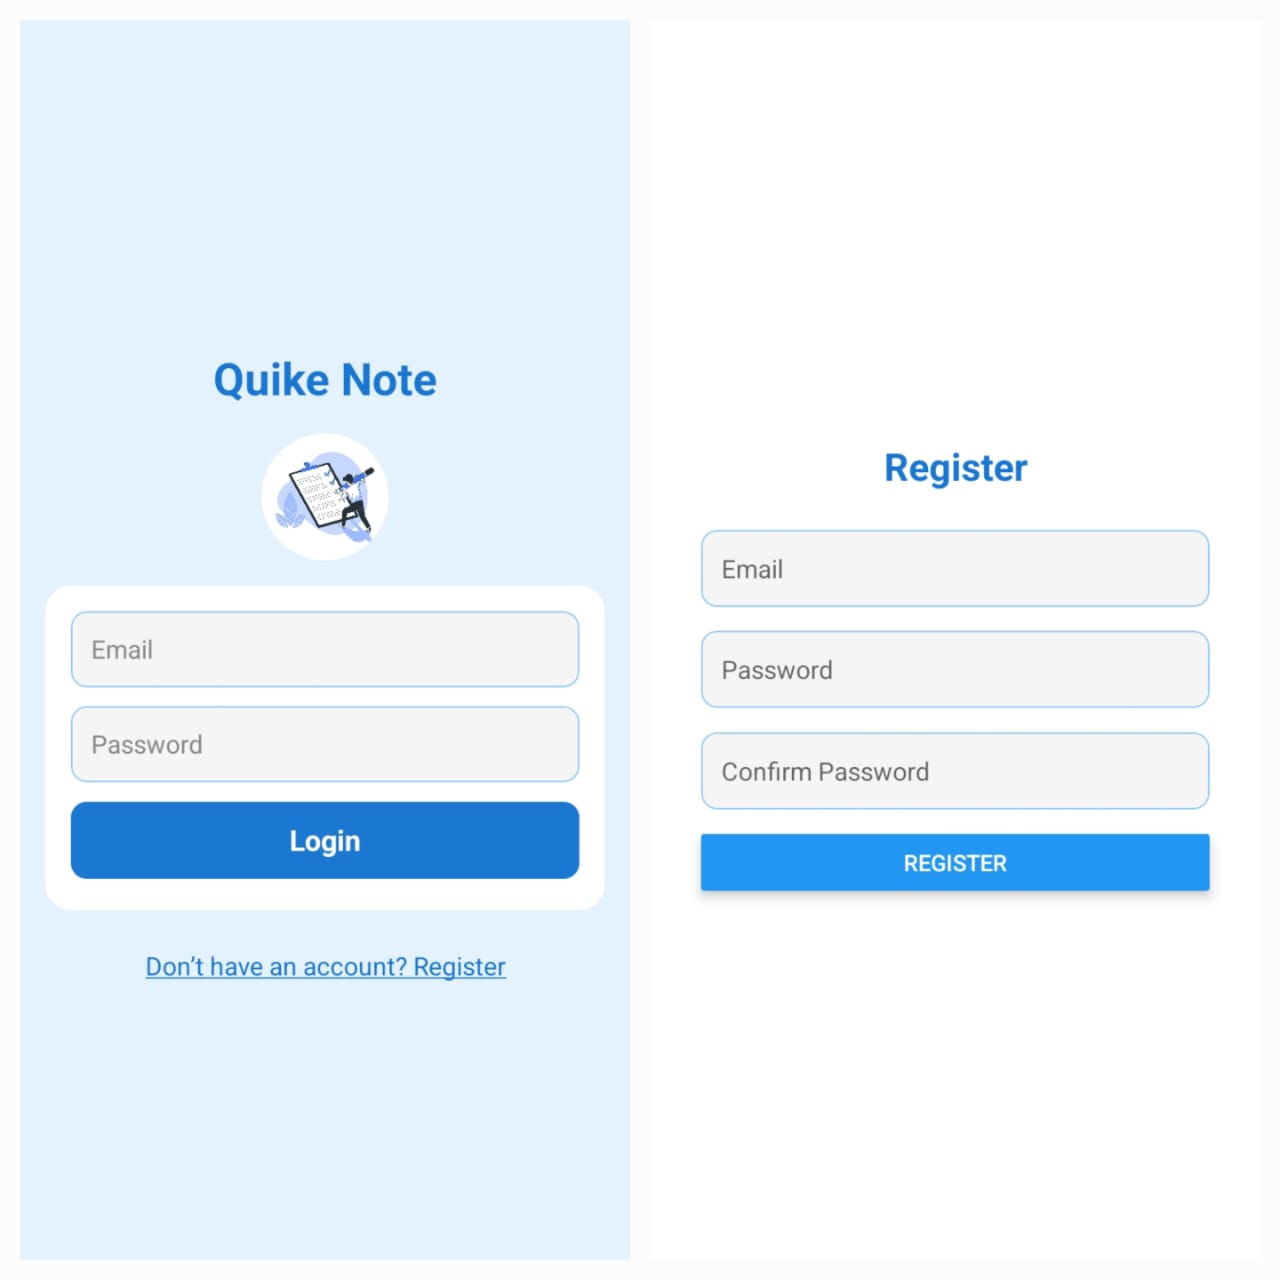 Quike Note
Email
Password
Login
Don’t have an account? Register
Register
Email
Password
Confirm Password
REGISTER